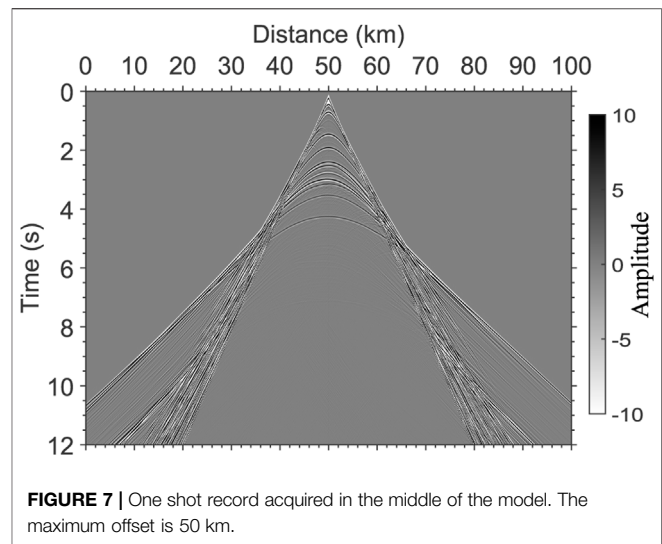 Distance (km)
0 10 20 30 40 50 60 70 80 90 100
0
2
4
6
8
10
12
Time (s)
10
5
0
-5
-10
Amplitude
FIGURE 7 | One shot record acquired in the middle of the model. The
maximum offset is 50 km.